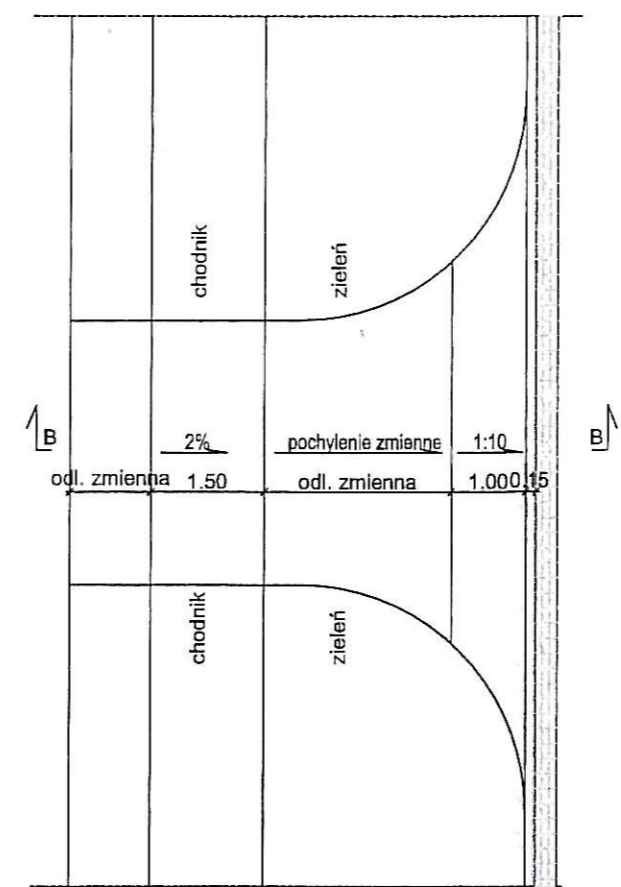 chodnik
zieleń
B
B
2%
pochylenie zmienne
1:10
odl. zmienna
1.50
odl. zmienna
1.00
0.15
chodnik
zieleń